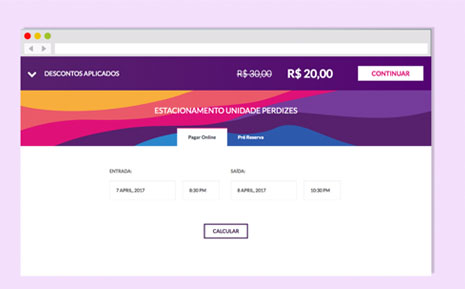 DESCONTOS APLICADOS R$ 30,00 R$ 20,00 CONTINUAR
ESTACIONAMENTO UNIDADE PERDIZES
Pagar Online Pré Reserva
ENTRADA: SAÍDA:
7 APRIL, 2017 8:30 PM 8 APRIL, 2017 10:30 PM
CALCULAR